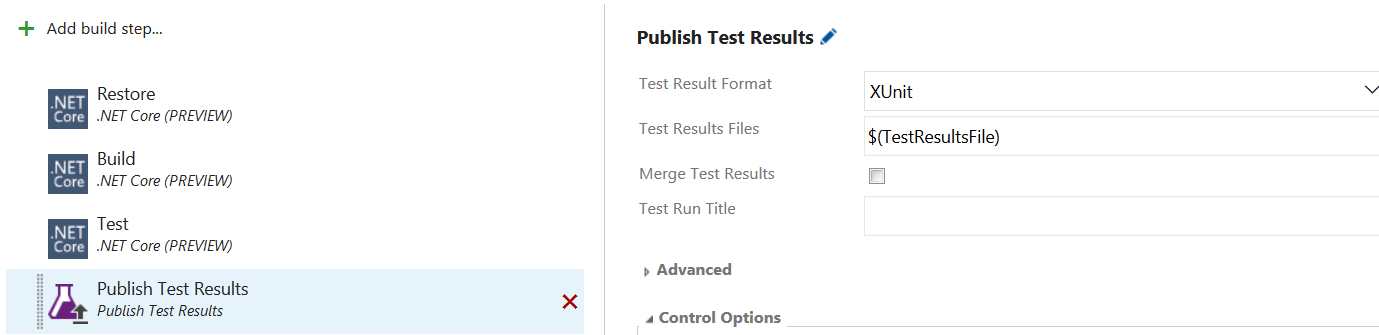 Add build step...
Restore
.NET Core (PREVIEW)
.NET
Core
Build
.NET Core (PREVIEW)
.NET
Core
Test
.NET Core (PREVIEW)
.NET
Core
Publish Test Results
Publish Test Results
Publish Test Results
Test Result Format
XUnit
Test Results Files
$(TestResultsFile)
Merge Test Results
Test Run Title
Advanced
Control Options